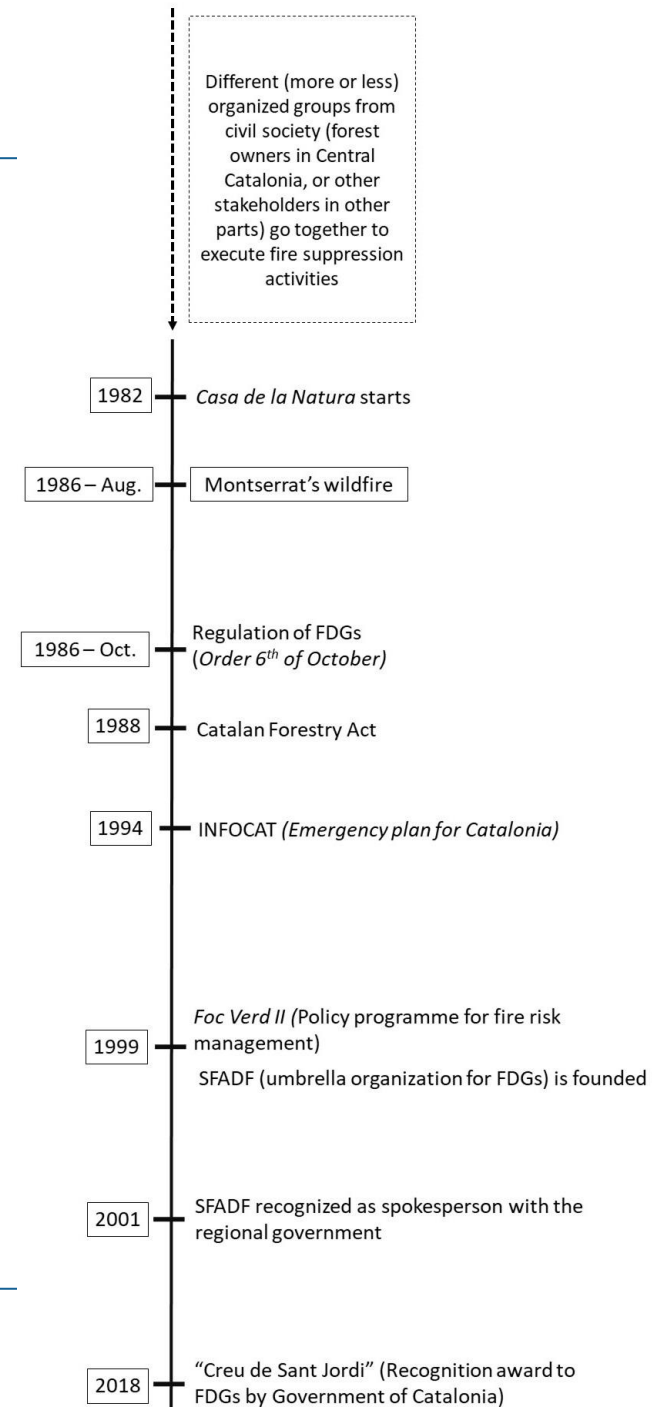 Different (more or less)
organized groups from
civil society (forest
owners in Central
Catalonia, or other
stakeholders in other
parts) go together to
execute fire suppression
activities
1982
Casa de la Natura starts
1986 – Aug.
Montserrat’s wildfire
1986 – Oct.
Regulation of FDGs
(Order 6th of October)
1988
Catalan Forestry Act
1994
INFOCAT (Emergency plan for Catalonia)
1999
Foc Verd II (Policy programme for fire risk
management)
SFADF (umbrella organization for FDGs) is founded
2001
SFADF recognized as spokesperson with the
regional government
2018
“Creu de Sant Jordi” (Recognition award to
FDGs by Government of Catalonia)